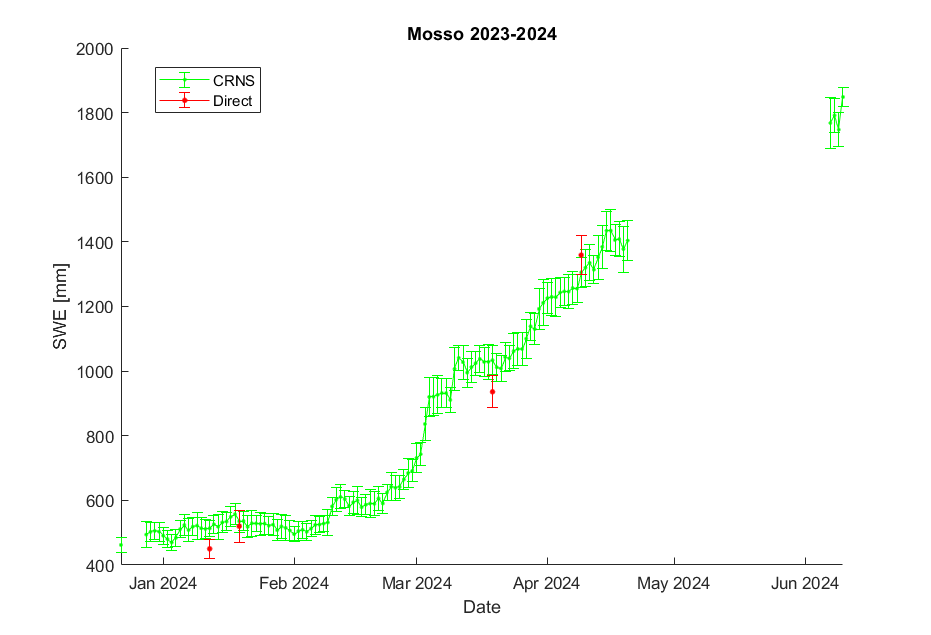 Mosso 2023-2024
2000
1800
1600
1400
1200
1000
800
600
400
SWE [mm]
CRNS
Direct
Jan 2024 Feb 2024 Mar 2024 Apr 2024 May 2024 Jun 2024
Date